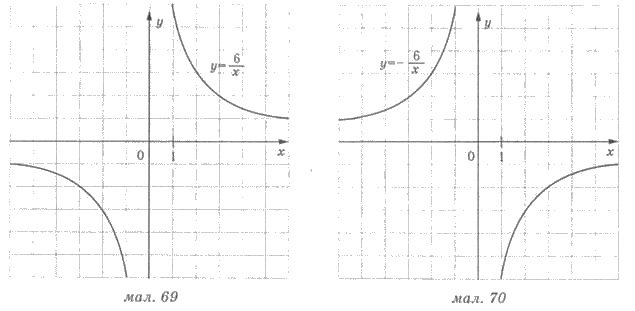 y
y=6/x
0 1 x
мал. 69
y
y=-6/x
0 1 x
мал. 70